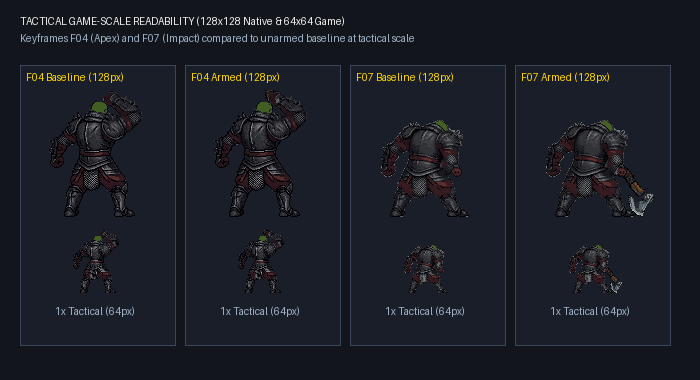 TACTICAL GAME-SCALE READABILITY (128x128 Native & 64x64 Game)
Keyframes F04 (Apex) and F07 (Impact) compared to unarmed baseline at tactical scale
F04 Baseline (128px)
F04 Armed (128px)
F07 Baseline (128px)
F07 Armed (128px)
1x Tactical (64px)
1x Tactical (64px)
1x Tactical (64px)
1x Tactical (64px)